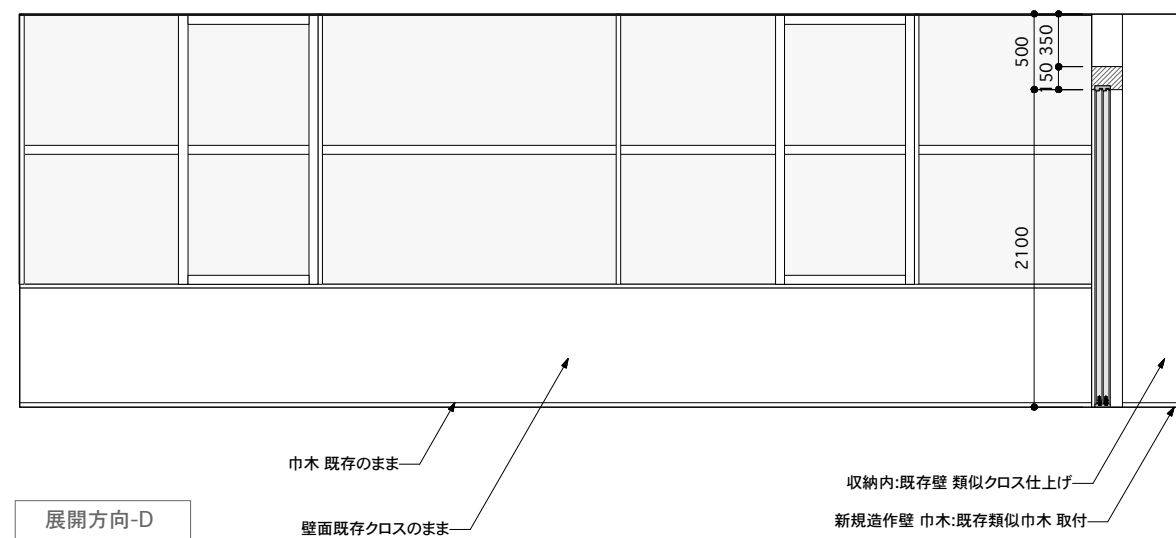 500
350
150
2100
巾木 既存のまま
収納内:既存壁 類似クロス仕上げ
展開方向-D
壁面既存クロスのまま
新規造作壁 巾木:既存類似巾木 取付